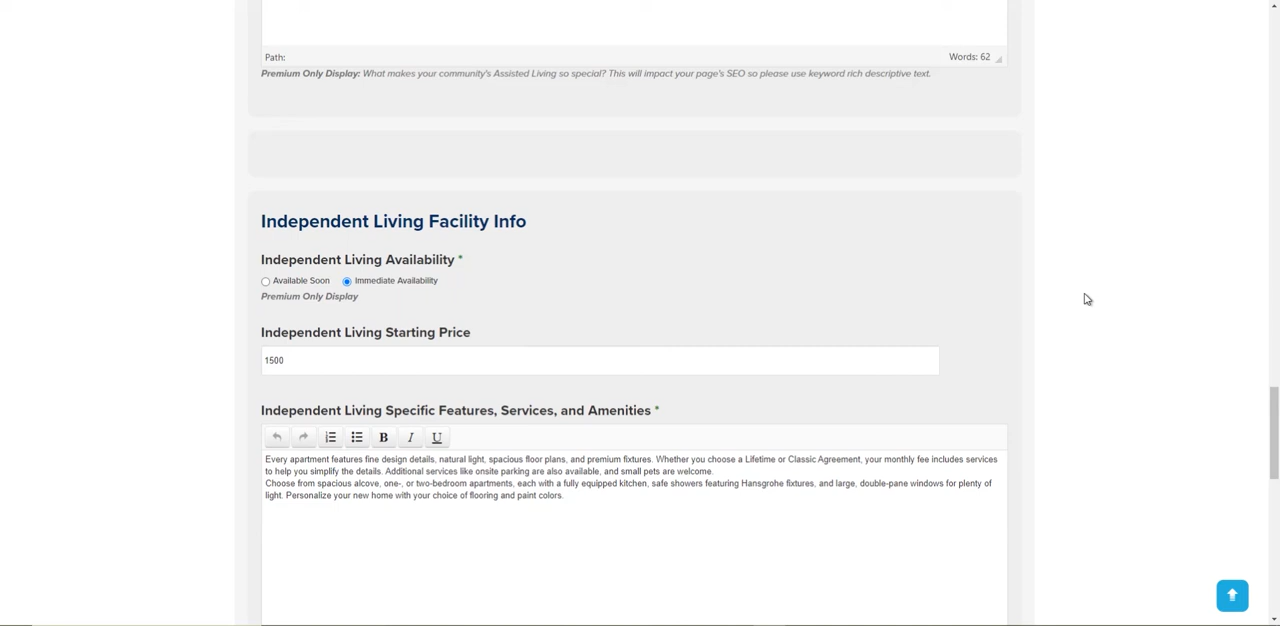 Path:
Words: 62
Premium Only Display: What makes your community's Assisted Living so special? This will impact your page's SEO so please use keyword rich descriptive text.
Independent Living Facility Info
Independent Living Availability *
Available Soon Immediate Availability
Premium Only Display
Independent Living Starting Price
1500
Independent Living Specific Features, Services, and Amenities *
B I U
Every apartment features fine design details, natural light, spacious floor plans, and premium fixtures. Whether you choose a Lifetime or Classic Agreement, your monthly fee includes services
to help you simplify the details. Additional services like onsite parking are also available, and small pets are welcome.
Choose from spacious alcove, one-, or two-bedroom apartments, each with a fully equipped kitchen, safe showers featuring Hansgrohe fixtures, and large, double-pane windows for plenty of
light. Personalize your new home with your choice of flooring and paint colors.